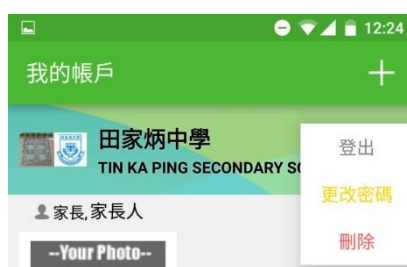 12:24
我的帳戶
田家炳中學
TIN KA PING SECONDARY SC
登出
更改密碼
家長,家長人
刪除
--Your Photo--